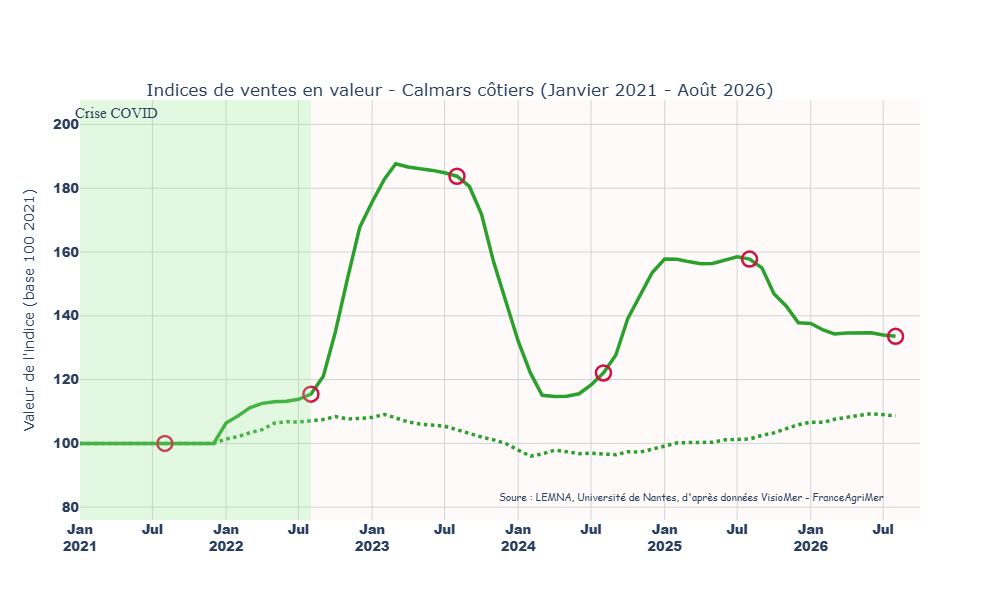 Indices de ventes en valeur - Calmars côtiers (Janvier 2021 - Août 2026)
Crise COVID
Valeur de l'indice (base 100 2021)
200
180
160
140
120
100
80
Soure : LEMNA, Université de Nantes, d'après données VisioMer - FranceAgriMer
Jan Jul Jan Jul Jan Jul Jan Jul Jan Jul Jan Jul
2021 2022 2023 2024 2025 2026